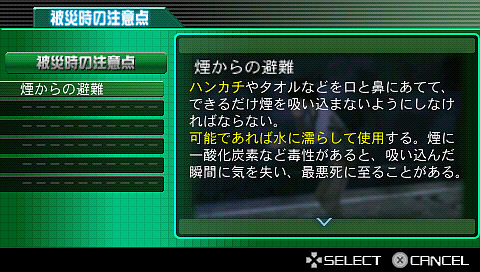 被災時の注意点
被災時の注意点
煙からの避難
煙からの避難
ハンカチやタオルなどを口と鼻にあてて、
できるだけ煙を吸い込まないようにしなけ
ればならない。
可能であれば水に濡らして使用する。煙に
一酸化炭素など毒性があると、吸い込んだ
瞬間に気を失い、最悪死に至ることがある。
SELECT CANCEL